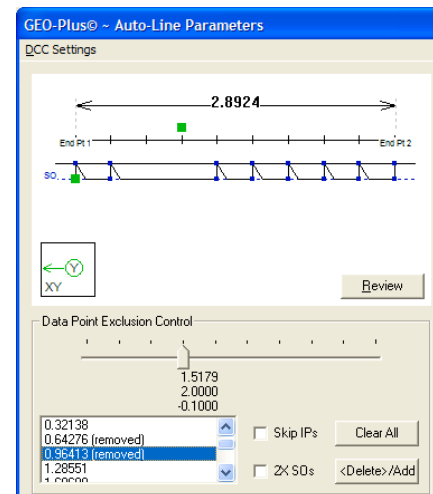 GEO-Plus© ~ Auto-Line Parameters
DCC Settings
2.8924
End Pt 1 End Pt 2
SO
Y
XY
Review
Data Point Exclusion Control
1.5179
2.0000
-0.1000
0.32138
0.64276 (removed)
0.96413 (removed)
1.28551
Skip IPs
Clear All
2X SOs
<Delete>/Add